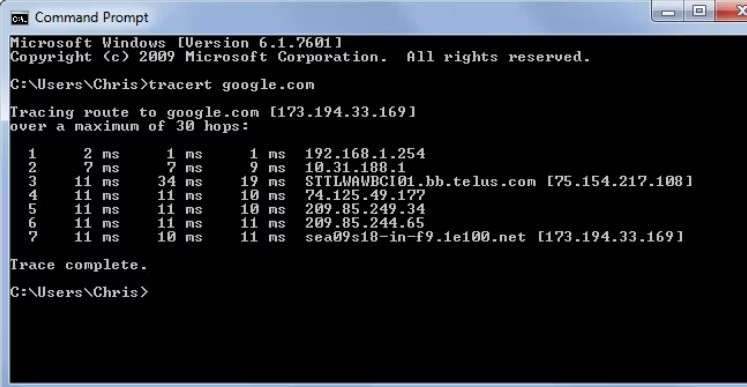 Command Prompt
Microsoft Windows [Version 6.1.7601]
Copyright (c) 2009 Microsoft Corporation.  All rights reserved.
C:\Users\Chris>tracert google.com
Tracing route to google.com [173.194.33.169]
over a maximum of 30 hops:
1     2 ms     1 ms     1 ms  192.168.1.254
2     7 ms     7 ms     9 ms  10.31.188.1
3    11 ms    34 ms    19 ms  STTLWAWBCI01.bb.telus.com [75.154.217.108]
4    11 ms    11 ms    10 ms  74.125.49.177
5    11 ms    11 ms    10 ms  209.85.249.34
6    11 ms    11 ms    11 ms  209.85.244.65
7    11 ms    10 ms    11 ms  sea09s18-in-f9.1e100.net [173.194.33.169]
Trace complete.
C:\Users\Chris>